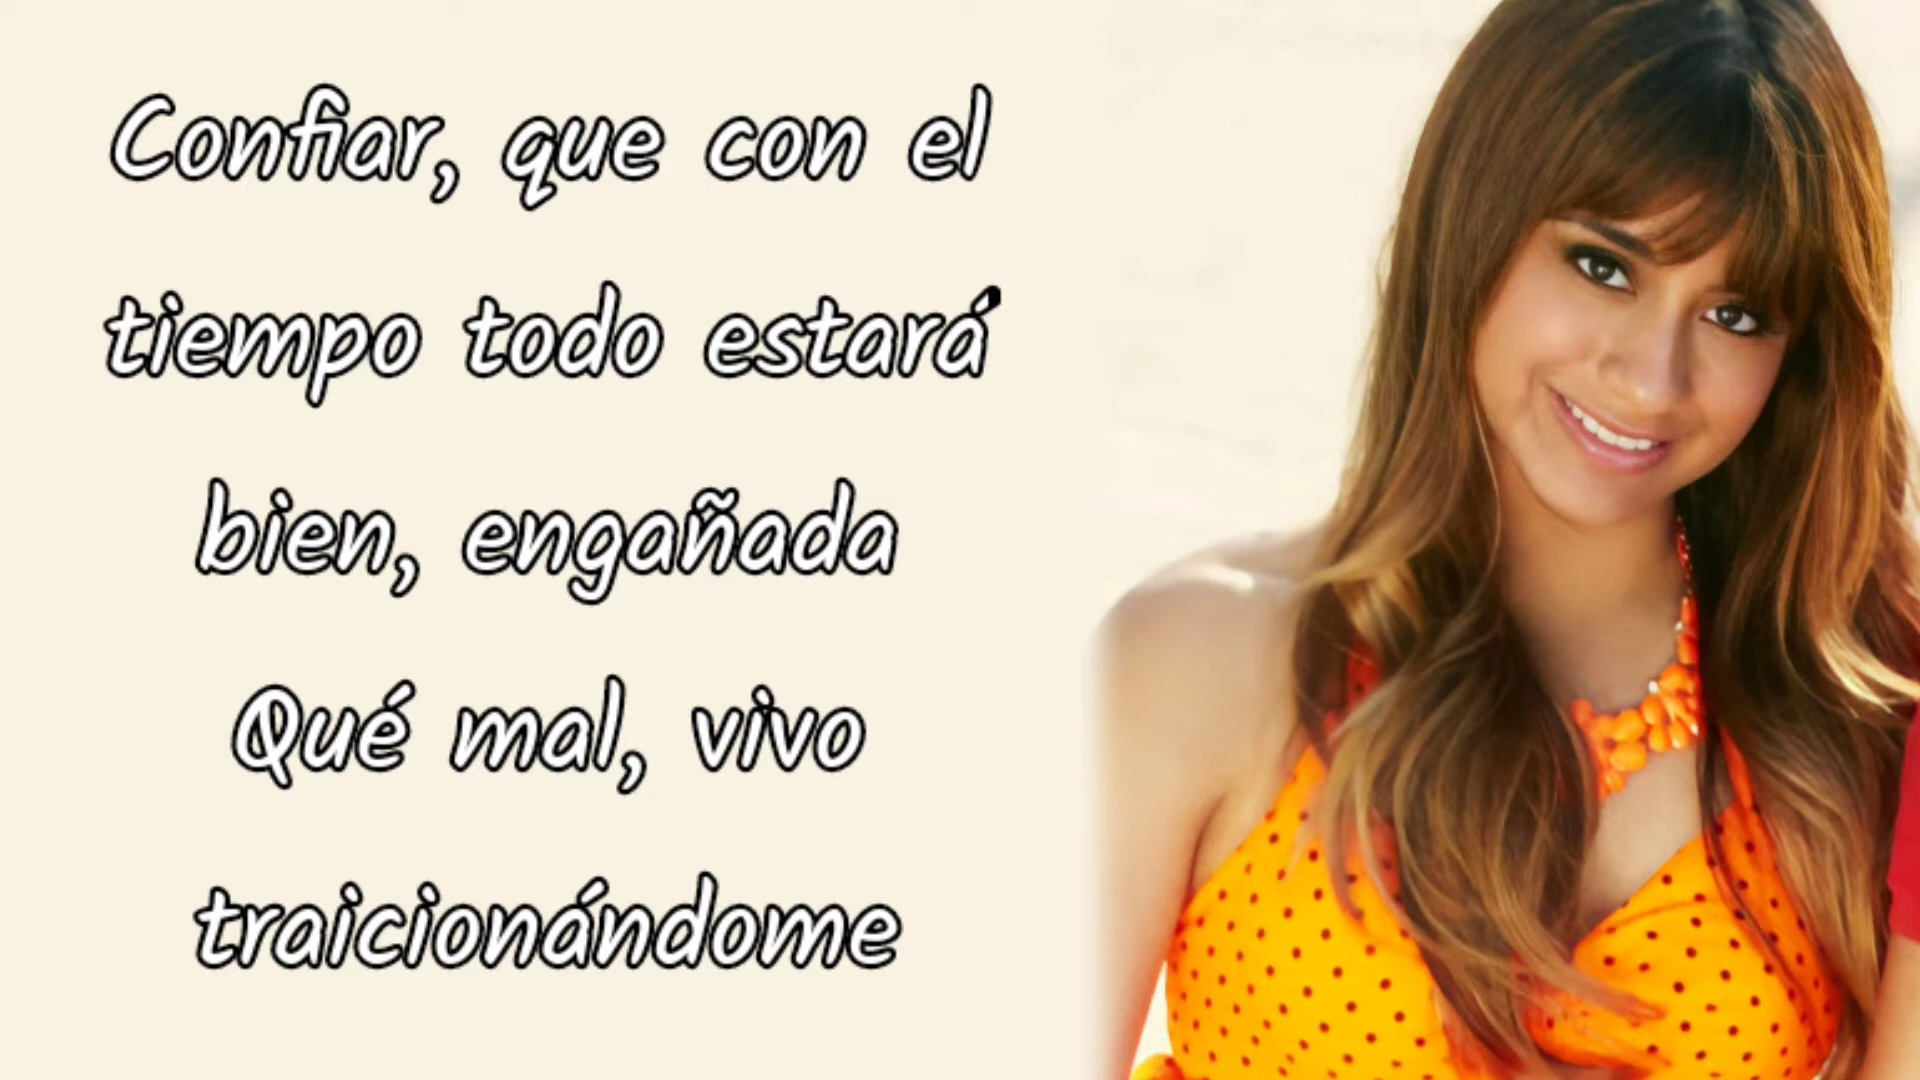 Confiar, que con el
tiempo todo estará
bien, engañada
Qué mal, vivo
traicionándome